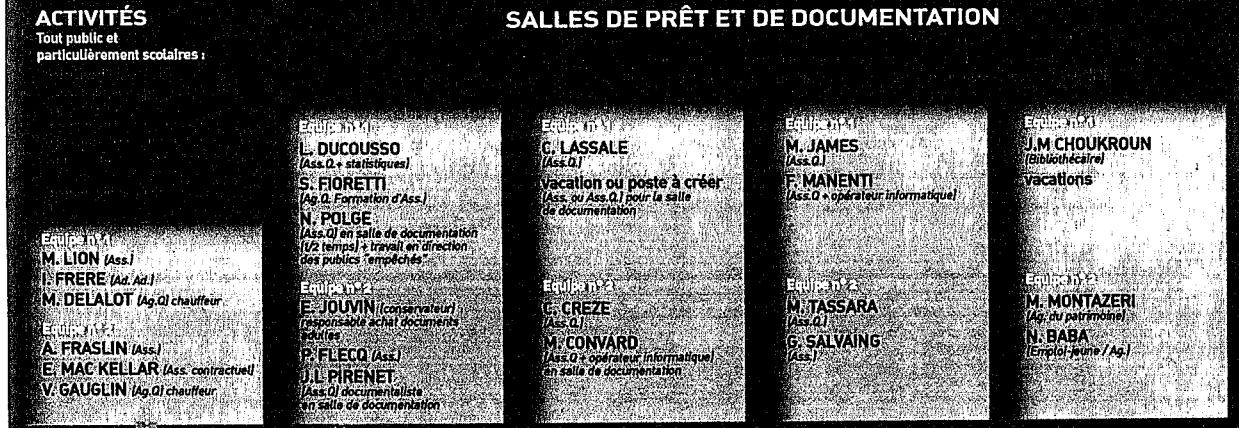 ACTIVITÉS
Tout public et
particulièrement scolaires :
SALLES DE PRÊT ET DE DOCUMENTATION
Equipe n°1
M. LION (Ass.)
I. FRERE (Ad. Ad.)
M. DELALOT (Ag.Q) chauffeur
Equipe n°2
A. FRASLIN (Ass.)
E. MAC KELLAR (Ass. contractuel)
V. GAUGLIN (Ag.Q) chauffeur
Equipe n°1
L. DUCOUSSO
(Ass.Q + statistiques)
S. FIORETTI
(Ag.Q. Formation d'Ass.)
N. POLGE
(Ass.Q) en salle de documentation
(1/2 temps) + travail en direction
des publics "empêchés"
Equipe n°2
E. JOUVIN (conservateur)
responsable achat documents
adultes
P. FLECQ (Ass.)
J.L PIRENET
(Ass.Q) documentaliste
en salle de documentation
Equipe n°1
C. LASSALE
(Ass.Q.)
vacation ou poste à créer
(Ass. ou Ass.Q.) pour la salle
de documentation
Equipe n°2
C. CREZE
(Ass.Q.)
M. CONVARD
(Ass.Q + opérateur informatique)
en salle de documentation
Equipe n°1
M. JAMES
(Ass.Q.)
F. MANENTI
(Ass.Q + opérateur informatique)
Equipe n°2
M. TASSARA
(Ass.Q.)
G. SALVAING
(Ass.)
Equipe n°1
J.M CHOUKROUN
(Bibliothécaire)
vacations
Equipe n°2
M. MONTAZERI
(Ag. du patrimoine)
N. BABA
(Emploi-jeune / Ag.)